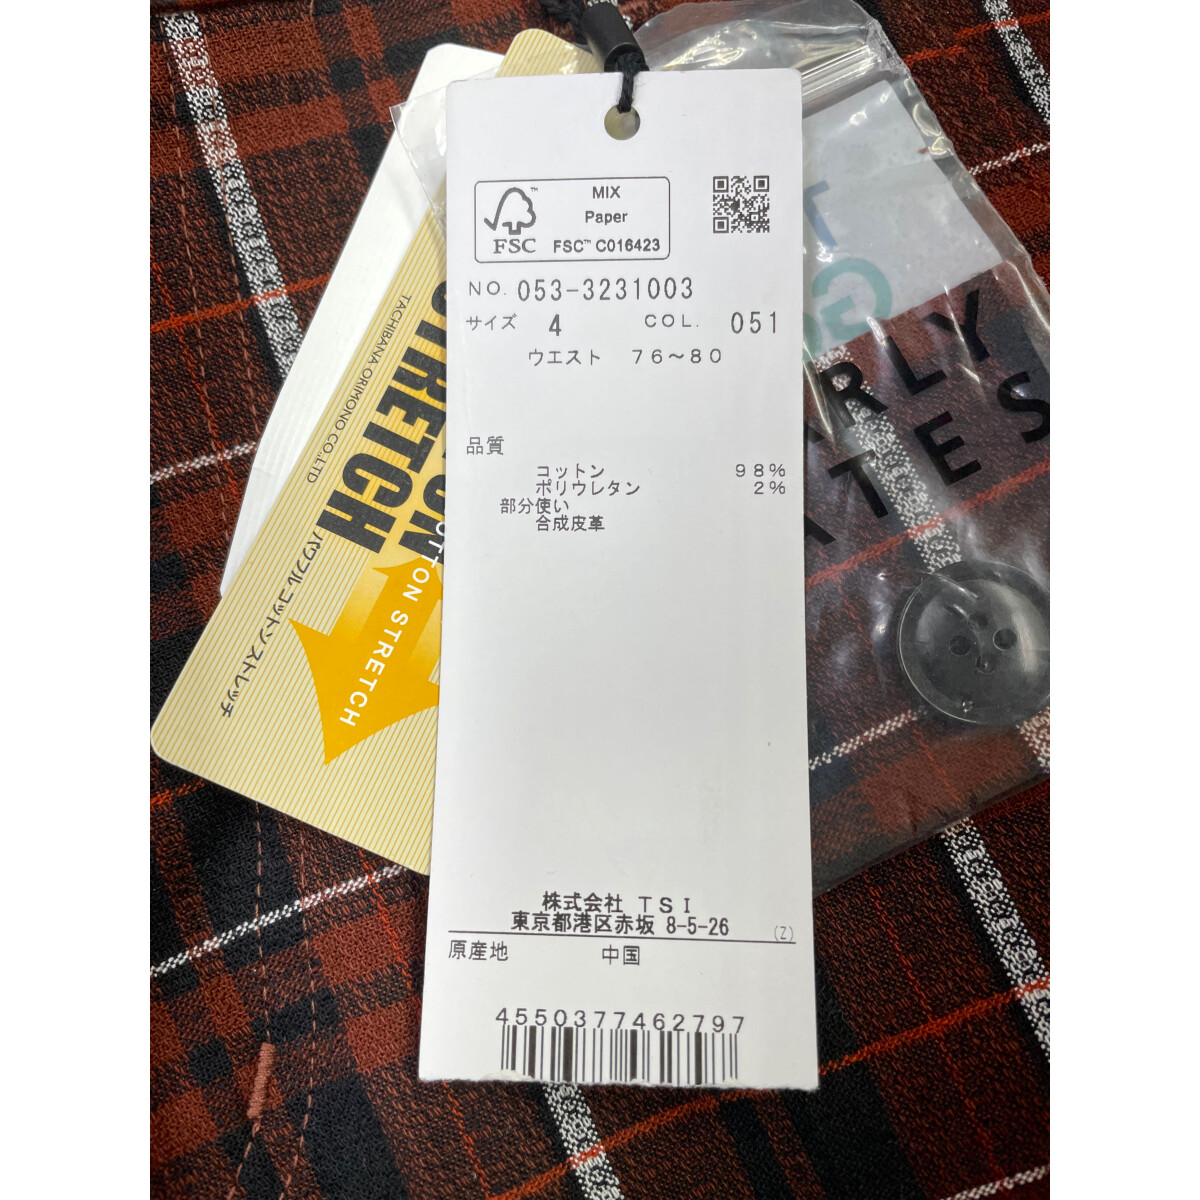 MIX
Paper
FSC™ C016423
FSC
NO. 053-3231003
サイズ 4 COL. 051
ウエスト 76～80
品質
コットン 98%
ポリウレタン 2%
部分使い
合成皮革
株式会社 TSI
東京都港区赤坂 8-5-26
(Z)
原産地 中国
4550377462797
STRETCH
TACHIBANA ORIMONO CO.,LTD
パワフルコットンストレッチ
OTTON STRETCH
T
G
ARLY
ATES